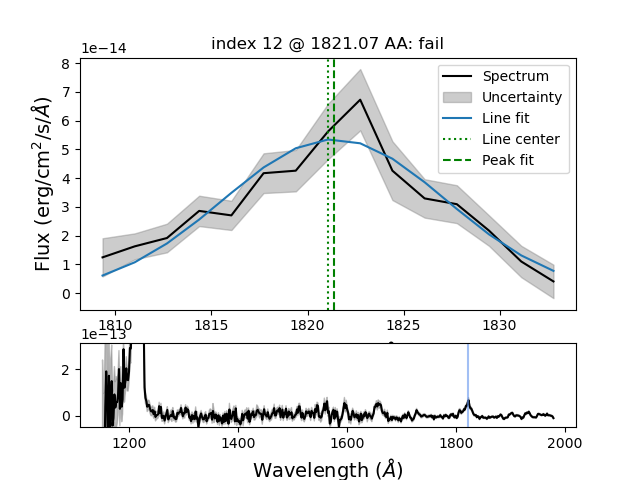 index 12 @ 1821.07 AA: fail
1e−14
8
7
6
5
4
3
2
1
0
Flux (erg/cm²/s/Å)
Spectrum
Uncertainty
Line fit
Line center
Peak fit
1810 1815 1820 1825 1830
1e−13
2
0
1200 1400 1600 1800 2000
Wavelength (Å)